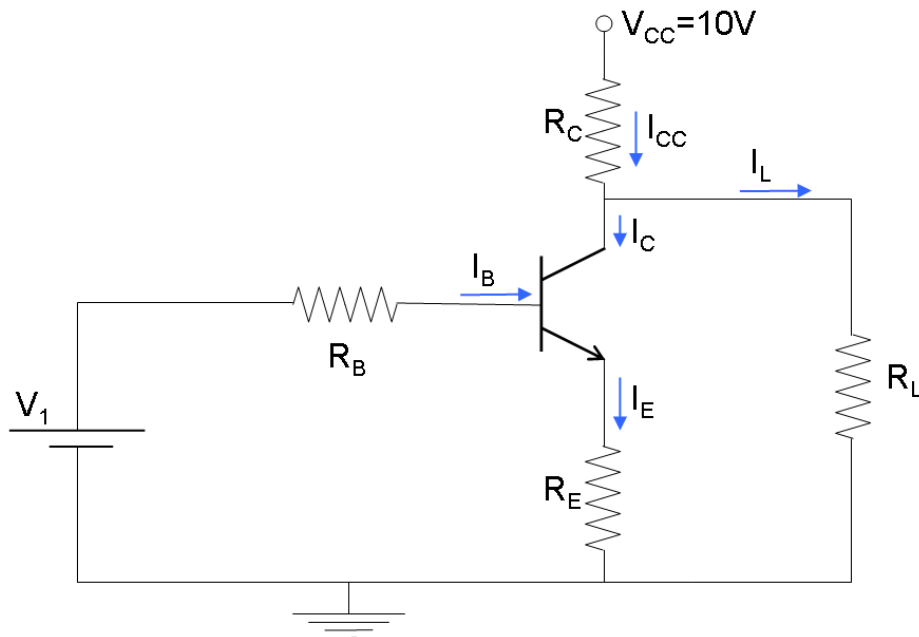 V_CC=10V
R_C
I_CC
I_L
I_C
I_B
R_B
V_1
I_E
R_L
R_E